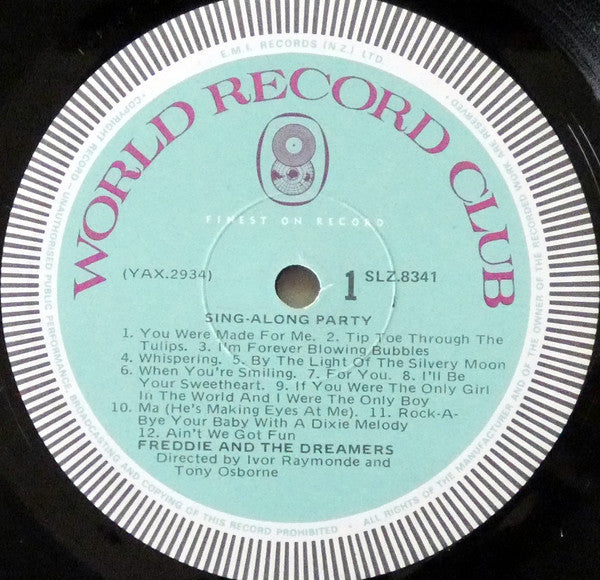 E.M.I. RECORDS (N.Z.) LTD.
WORLD RECORD CLUB
FINEST ON RECORD
(YAX.2934)
1
SLZ.8341
SING-ALONG PARTY
1. You Were Made For Me. 2. Tip Toe Through The
Tulips. 3. I'm Forever Blowing Bubbles
4. Whispering. 5. By The Light Of The Silvery Moon
6. When You're Smiling. 7. For You. 8. I'll Be
Your Sweetheart. 9. If You Were The Only Girl
In The World And I Were The Only Boy
10. Ma (He's Making Eyes At Me). 11. Rock-A-
Bye Your Baby With A Dixie Melody
12. Ain't We Got Fun
FREDDIE AND THE DREAMERS
Directed by Ivor Raymonde and
Tony Osborne
• COPYRIGHT RECORD • UNAUTHORISED PUBLIC PERFORMANCE BROADCASTING AND COPYING OF THIS RECORD PROHIBITED • ALL RIGHTS OF THE MANUFACTURER AND OF THE OWNER OF THE RECORDED WORK ARE RESERVED •